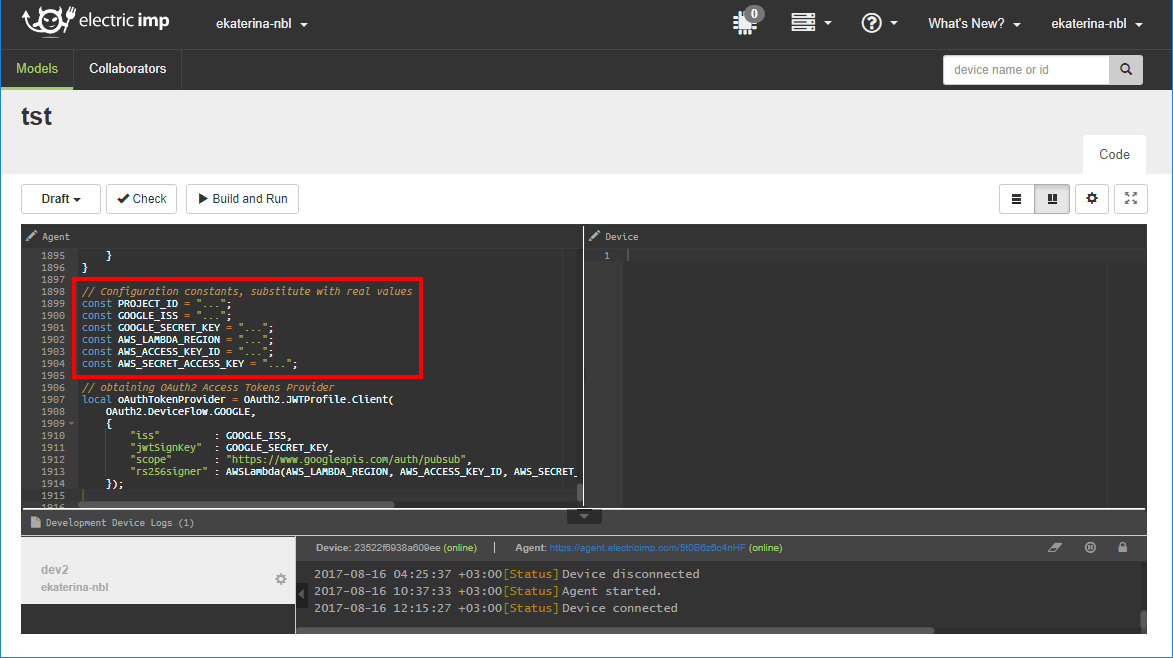 electric imp
ekaterina-nbl
0
What's New?
ekaterina-nbl
Models
Collaborators
device name or id
tst
Code
Draft
Check
Build and Run
Agent
Device
1895 }
1896 }
1897
1898 // Configuration constants, substitute with real values
1899 const PROJECT_ID = "...";
1900 const GOOGLE_ISS = "...";
1901 const GOOGLE_SECRET_KEY = "...";
1902 const AWS_LAMBDA_REGION = "...";
1903 const AWS_ACCESS_KEY_ID = "...";
1904 const AWS_SECRET_ACCESS_KEY = "...";
1905
1906 // obtaining OAuth2 Access Tokens Provider
1907 local oAuthTokenProvider = OAuth2.JWTProfile.Client(
1908 OAuth2.DeviceFlow.GOOGLE,
1909 {
1910 "iss" : GOOGLE_ISS,
1911 "jwtSignKey" : GOOGLE_SECRET_KEY,
1912 "scope" : "https://www.googleapis.com/auth/pubsub",
1913 "rs256signer" : AWSLambda(AWS_LAMBDA_REGION, AWS_ACCESS_KEY_ID, AWS_SECRET_
1914 });
1915
1916
1
Development Device Logs (1)
dev2
ekaterina-nbl
Device: 23522f6938a609ee (online) | Agent: https://agent.electricimp.com/5t0B6z6c4nHF (online)
2017-08-16 04:25:37 +03:00 [Status] Device disconnected
2017-08-16 10:37:33 +03:00 [Status] Agent started.
2017-08-16 12:15:27 +03:00 [Status] Device connected